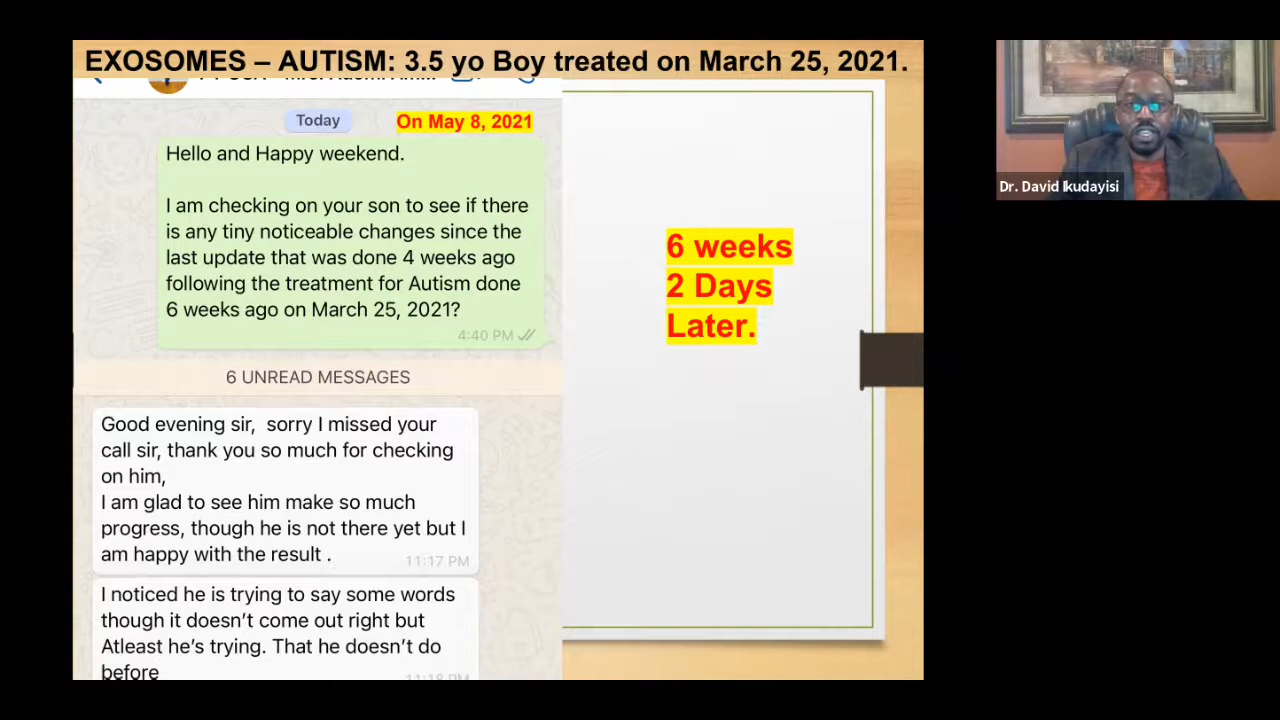 EXOSOMES – AUTISM: 3.5 yo Boy treated on March 25, 2021.
Today
On May 8, 2021
Hello and Happy weekend.
I am checking on your son to see if there
is any tiny noticeable changes since the
last update that was done 4 weeks ago
following the treatment for Autism done
6 weeks ago on March 25, 2021?
4:40 PM
6 UNREAD MESSAGES
Good evening sir,  sorry I missed your
call sir, thank you so much for checking
on him,
I am glad to see him make so much
progress, though he is not there yet but I
am happy with the result .
11:17 PM
I noticed he is trying to say some words
though it doesn't come out right but
Atleast he's trying. That he doesn't do
before
11:18 PM
6 weeks
2 Days
Later.
Dr. David Ikudayisi